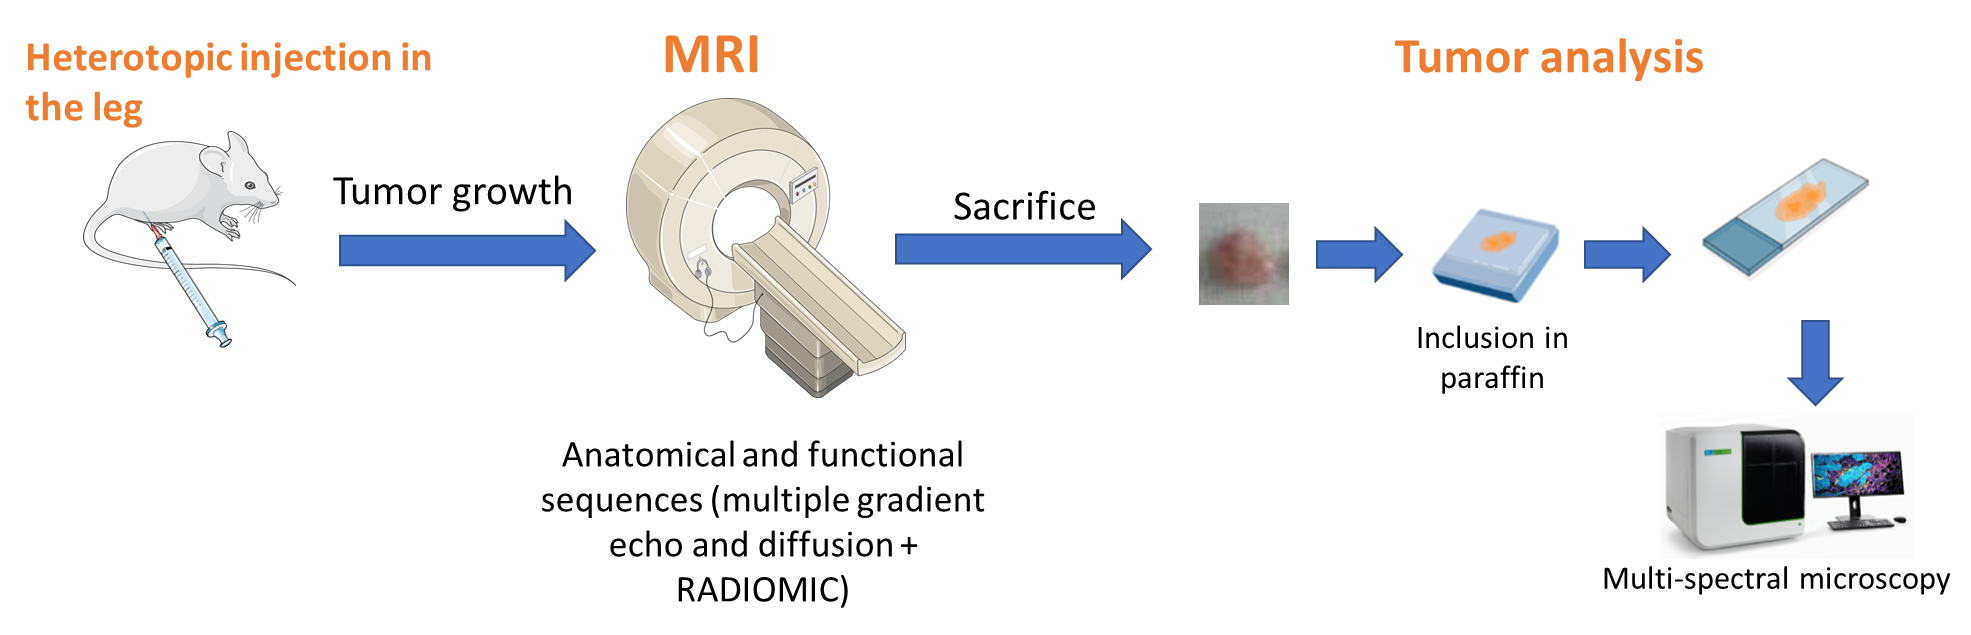 Heterotopic injection in
the leg
MRI
Tumor analysis
Tumor growth
Sacrifice
Inclusion in
paraffin
Anatomical and functional
sequences (multiple gradient
echo and diffusion +
RADIOMIC)
Multi-spectral microscopy